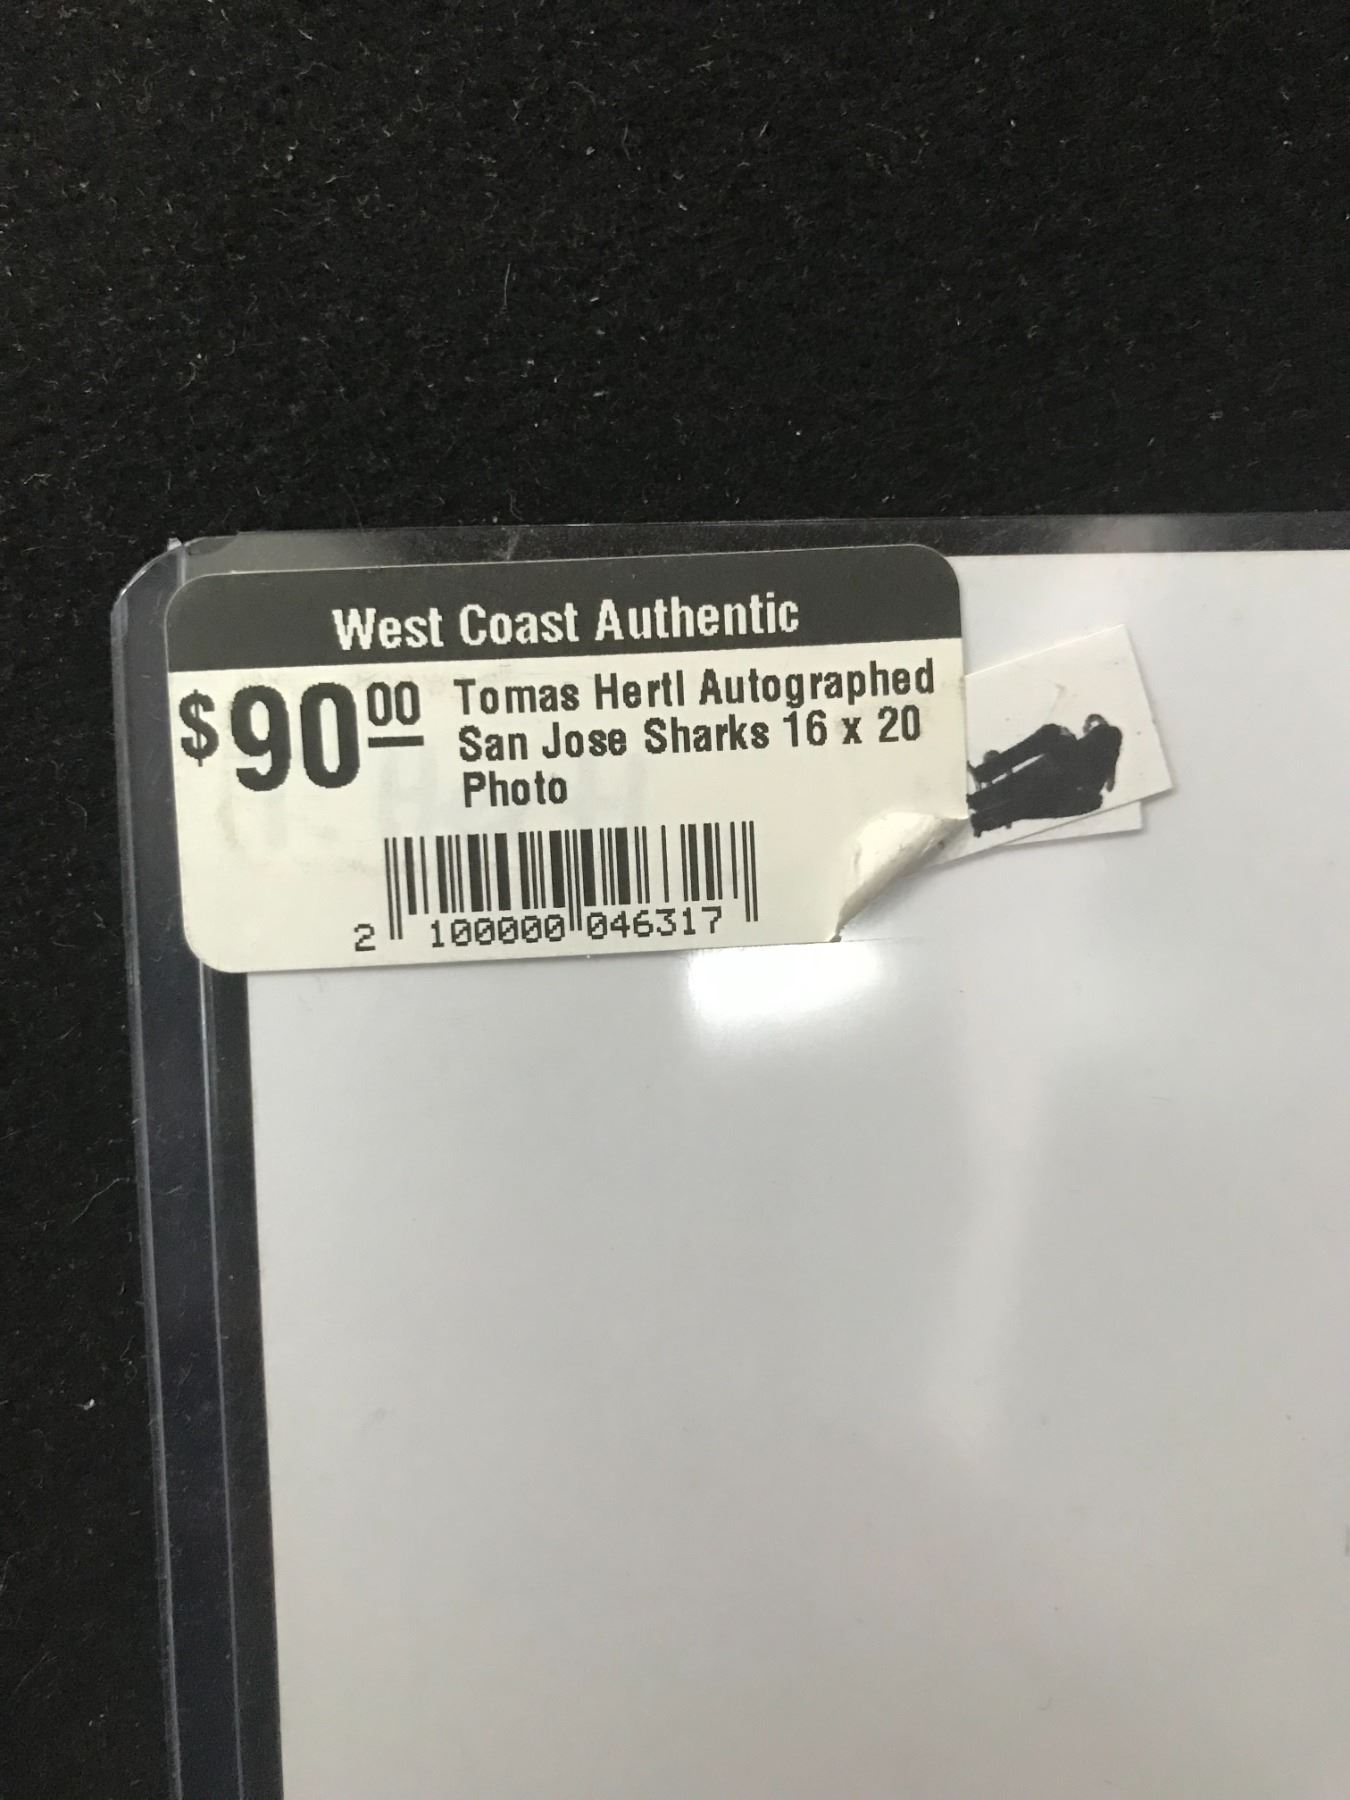 West Coast Authentic
$90.00
Tomas Hertl Autographed
San Jose Sharks 16 x 20
Photo
2 100000 046317